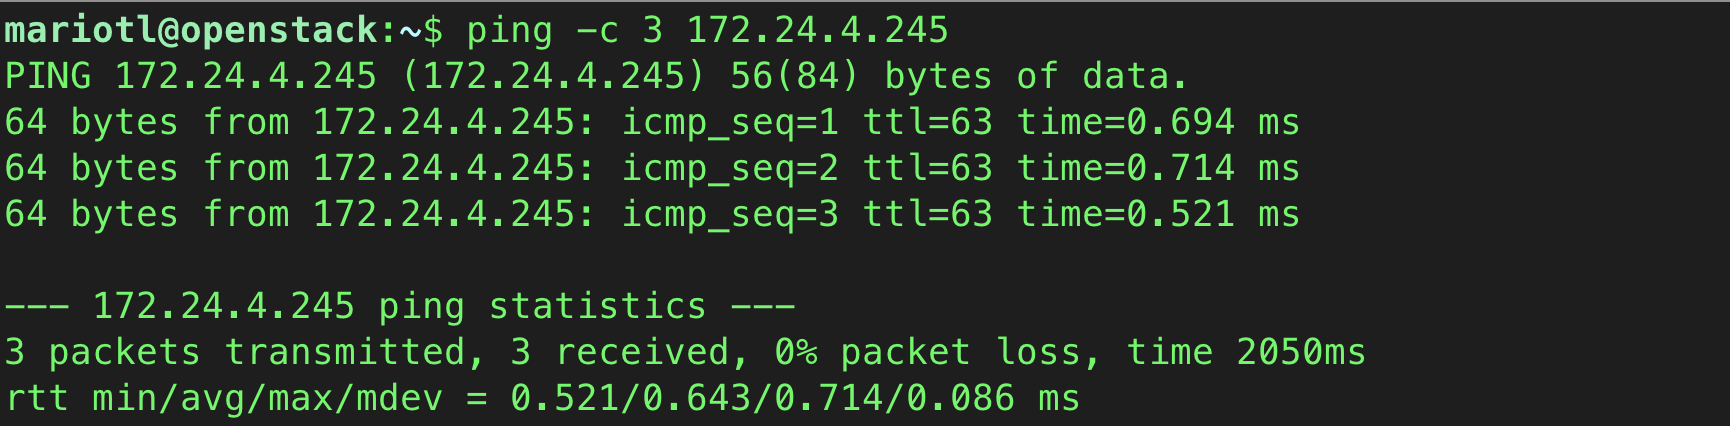 mariotl@openstack:~$ ping -c 3 172.24.4.245
PING 172.24.4.245 (172.24.4.245) 56(84) bytes of data.
64 bytes from 172.24.4.245: icmp_seq=1 ttl=63 time=0.694 ms
64 bytes from 172.24.4.245: icmp_seq=2 ttl=63 time=0.714 ms
64 bytes from 172.24.4.245: icmp_seq=3 ttl=63 time=0.521 ms

--- 172.24.4.245 ping statistics ---
3 packets transmitted, 3 received, 0% packet loss, time 2050ms
rtt min/avg/max/mdev = 0.521/0.643/0.714/0.086 ms